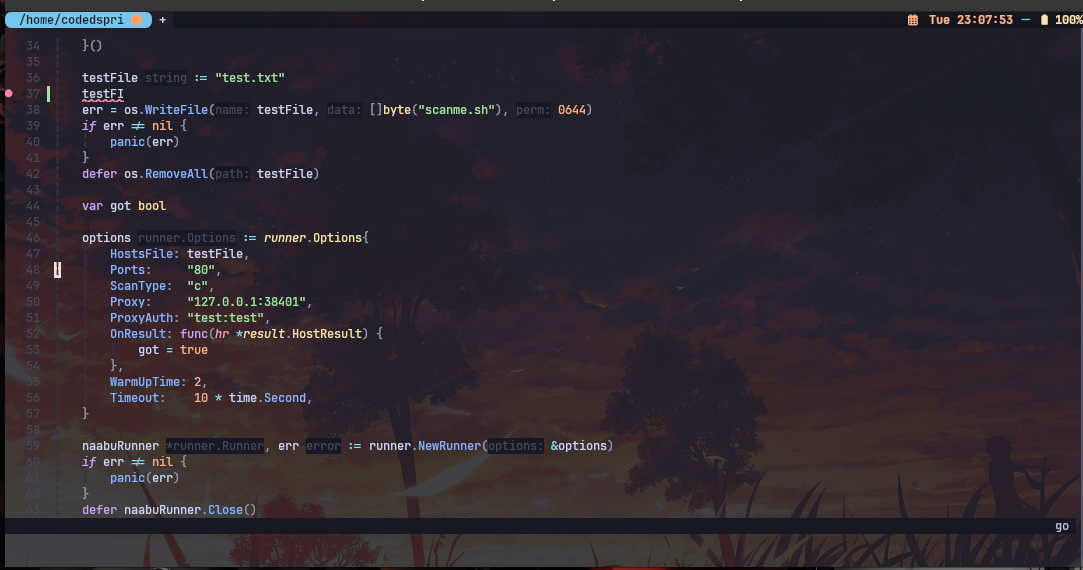 /home/codedspri + Tue 23:07:53 — 100%
34 }()
35
36 testFile string := "test.txt"
37 testFI
38 err = os.WriteFile(name: testFile, data: []byte("scanme.sh"), perm: 0644)
39 if err != nil {
40 panic(err)
41 }
42 defer os.RemoveAll(path: testFile)
43
44 var got bool
45
46 options runner.Options := runner.Options{
47 HostsFile: testFile,
48 Ports: "80",
49 ScanType: "c",
50 Proxy: "127.0.0.1:38401",
51 ProxyAuth: "test:test",
52 OnResult: func(hr *result.HostResult) {
53 got = true
54 },
55 WarmUpTime: 2,
56 Timeout: 10 * time.Second,
57 }
58
59 naabuRunner *runner.Runner, err error := runner.NewRunner(options: &options)
60 if err != nil {
61 panic(err)
62 }
63 defer naabuRunner.Close()
go